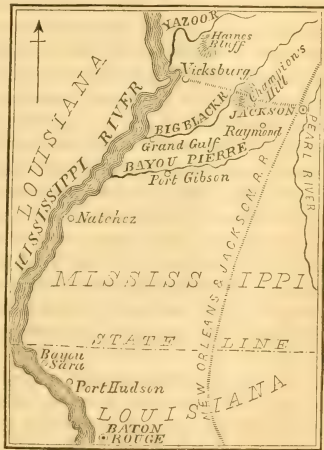 YAZOO R
Haines
Bluff
Vicksburg
Champion's
Hill
LOUISIANA
MISSISSIPPI RIVER
BIG BLACK R
JACKSON
Grand Gulf
Raymond
BAYOU PIERRE
Port Gibson
PEARL RIVER
Natchez
MISSISSIPPI
NEW ORLEANS & JACKSON R.R
STATE LINE
Bayou
Sara
Port Hudson
LOUISIANA
BATON
ROUGE